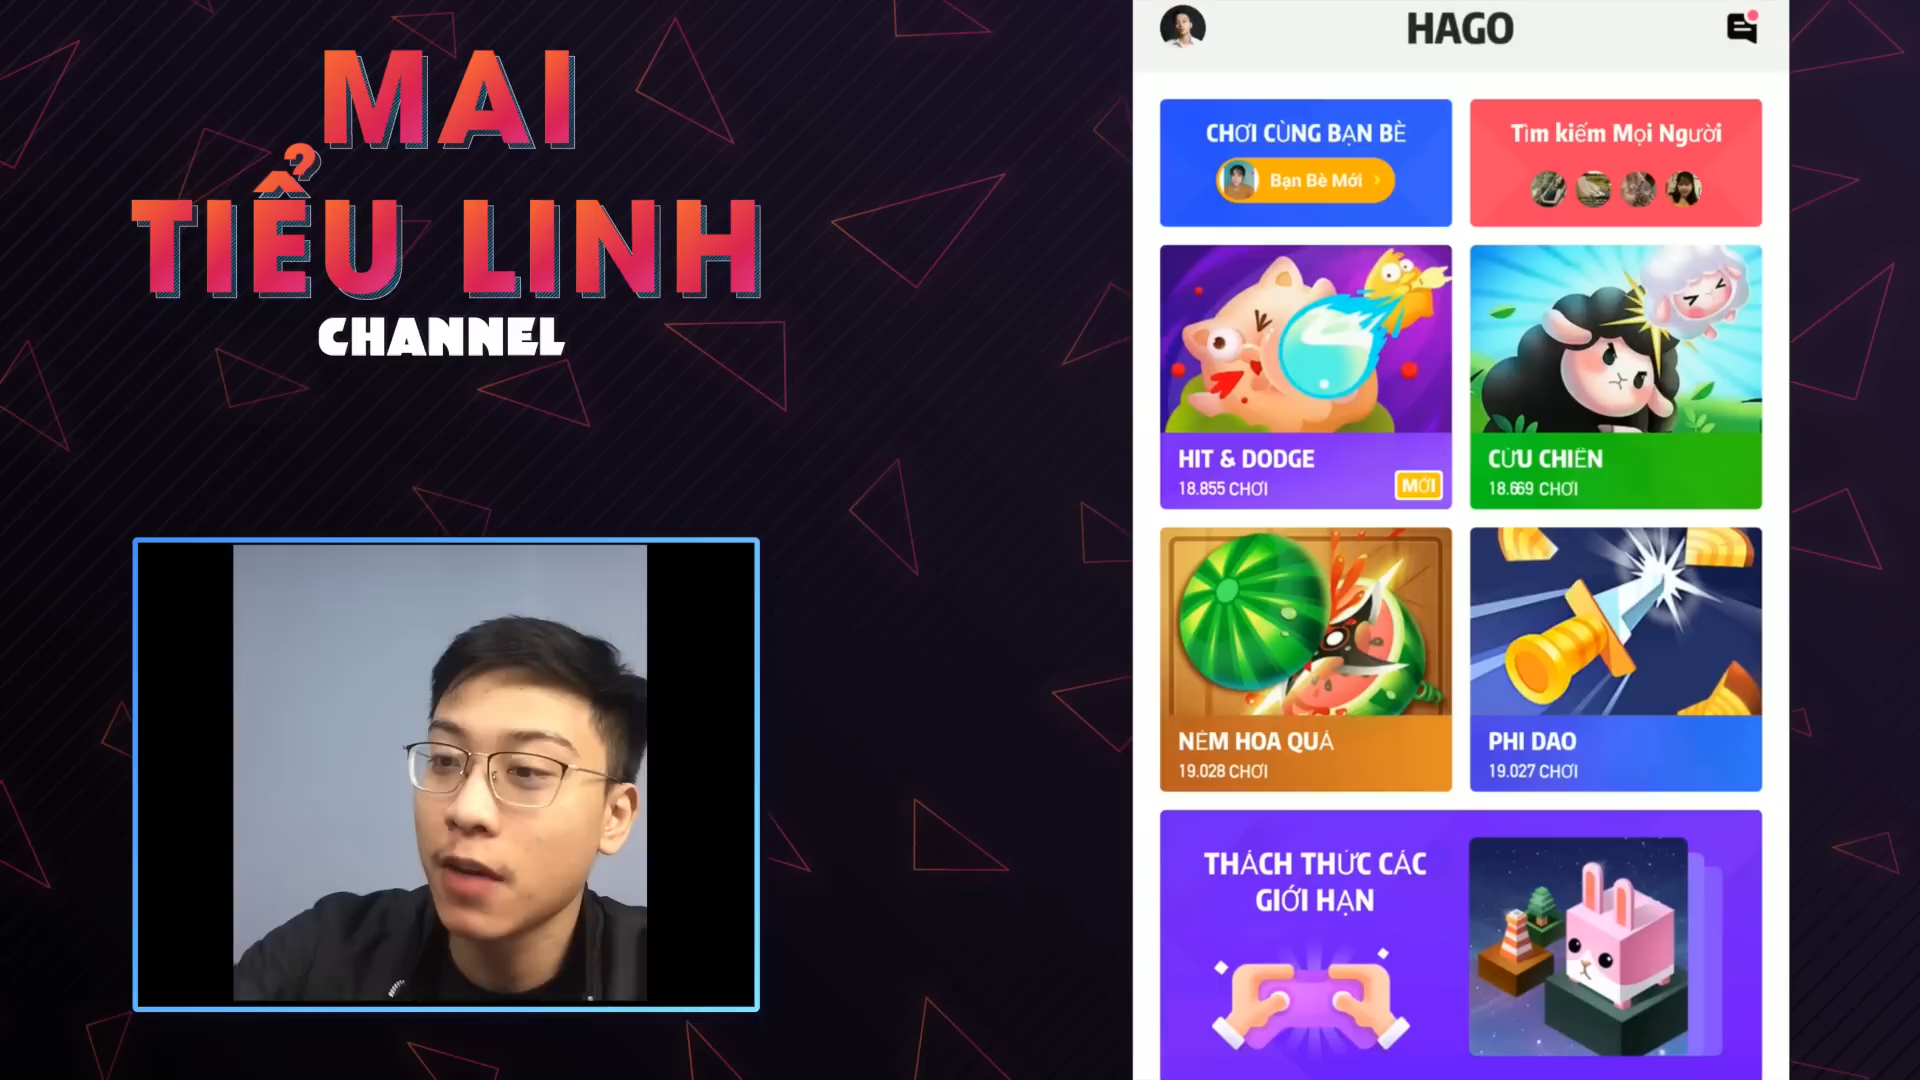 MAI
TIỂU LINH
CHANNEL
HAGO
CHƠI CÙNG BẠN BÈ
Bạn Bè Mới
Tìm kiếm Mọi Người
HIT & DODGE
18.855 CHƠI
MỚI
CỪU CHIẾN
18.669 CHƠI
NÉM HOA QUẢ
19.028 CHƠI
PHI DAO
19.027 CHƠI
THÁCH THỨC CÁC
GIỚI HẠN